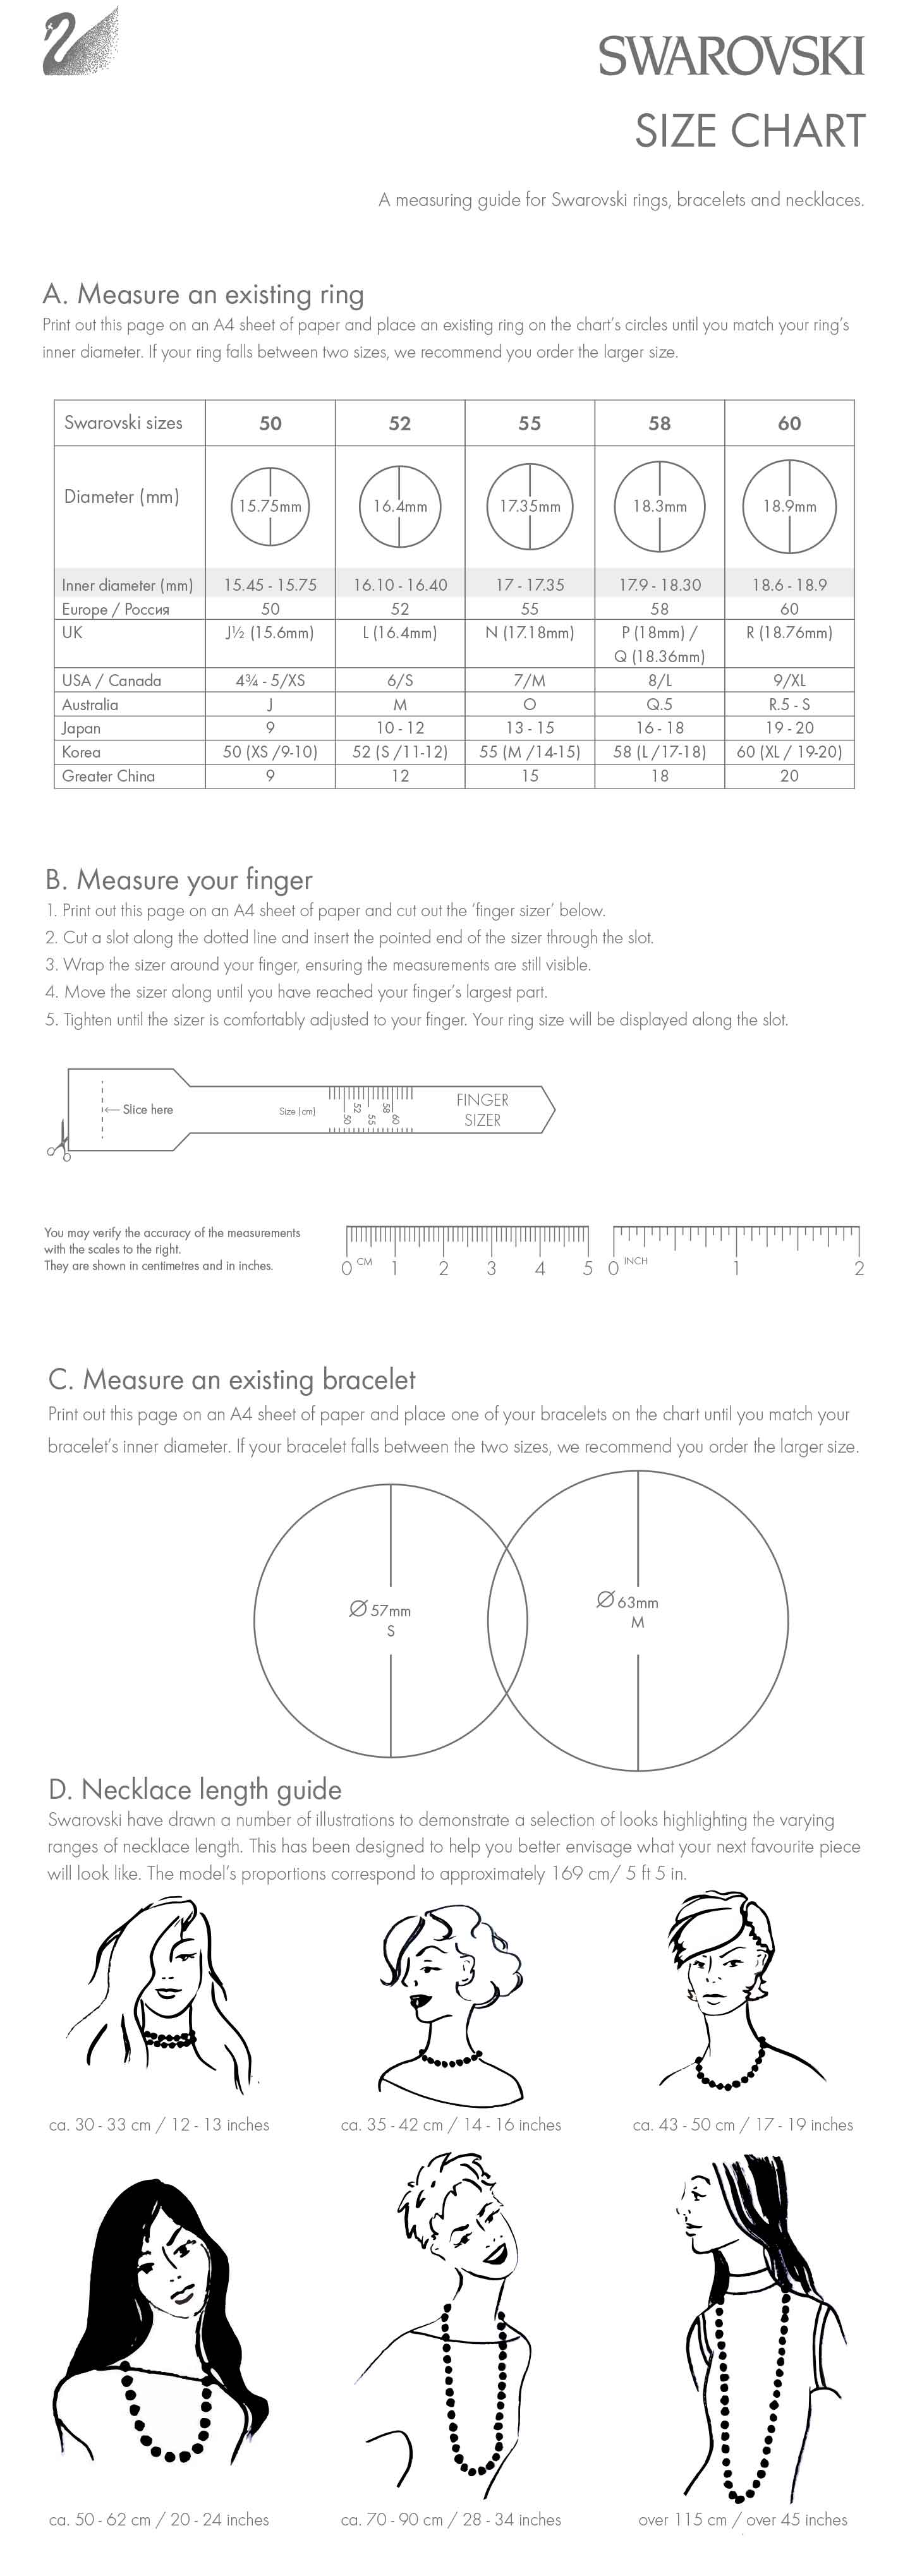 SWAROVSKI
SIZE CHART
A measuring guide for Swarovski rings, bracelets and necklaces.
A. Measure an existing ring
Print out this page on an A4 sheet of paper and place an existing ring on the chart's circles until you match your ring's
inner diameter. If your ring falls between two sizes, we recommend you order the larger size.
Swarovski sizes 50 52 55 58 60
Diameter (mm) 15.75mm 16.4mm 17.35mm 18.3mm 18.9mm
Inner diameter (mm) 15.45 - 15.75 16.10 - 16.40 17 - 17.35 17.9 - 18.30 18.6 - 18.9
Europe / Россия 50 52 55 58 60
UK J½ (15.6mm) L (16.4mm) N (17.18mm) P (18mm) / R (18.76mm)
Q (18.36mm)
USA / Canada 4¾ - 5/XS 6/S 7/M 8/L 9/XL
Australia J M O Q.5 R.5 - S
Japan 9 10 - 12 13 - 15 16 - 18 19 - 20
Korea 50 (XS /9-10) 52 (S /11-12) 55 (M /14-15) 58 (L /17-18) 60 (XL / 19-20)
Greater China 9 12 15 18 20
B. Measure your finger
1. Print out this page on an A4 sheet of paper and cut out the 'finger sizer' below.
2. Cut a slot along the dotted line and insert the pointed end of the sizer through the slot.
3. Wrap the sizer around your finger, ensuring the measurements are still visible.
4. Move the sizer along until you have reached your finger's largest part.
5. Tighten until the sizer is comfortably adjusted to your finger. Your ring size will be displayed along the slot.
Slice here
Size (cm)
50 52 55 58 60
FINGER
SIZER
You may verify the accuracy of the measurements
with the scales to the right.
They are shown in centimetres and in inches.
0 CM 1 2 3 4 5
0 INCH 1 2
C. Measure an existing bracelet
Print out this page on an A4 sheet of paper and place one of your bracelets on the chart until you match your
bracelet's inner diameter. If your bracelet falls between the two sizes, we recommend you order the larger size.
Ø 57mm
S
Ø 63mm
M
D. Necklace length guide
Swarovski have drawn a number of illustrations to demonstrate a selection of looks highlighting the varying
ranges of necklace length. This has been designed to help you better envisage what your next favourite piece
will look like. The model's proportions correspond to approximately 169 cm/ 5 ft 5 in.
ca. 30 - 33 cm / 12 - 13 inches
ca. 35 - 42 cm / 14 - 16 inches
ca. 43 - 50 cm / 17 - 19 inches
ca. 50 - 62 cm / 20 - 24 inches
ca. 70 - 90 cm / 28 - 34 inches
over 115 cm / over 45 inches